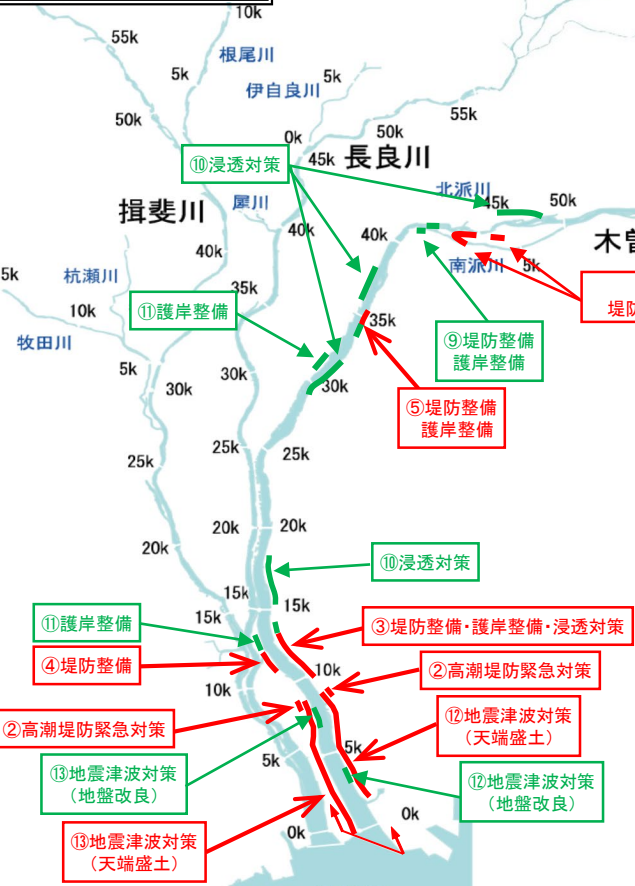 10k
55k
根尾川
5k
伊自良川
5k
50k
0k
50k
55k
45k
長良川
⑩浸透対策
北派川
45k
50k
揖斐川
犀川
40k
40k
木曽
40k
南派川
5k
5k
杭瀬川
35k
10k
⑪護岸整備
35k
堤防
牧田川
⑨堤防整備
護岸整備
5k
30k
30k
30k
⑤堤防整備
護岸整備
25k
25k
25k
20k
20k
20k
⑩浸透対策
15k
15k
15k
⑪護岸整備
③堤防整備・護岸整備・浸透対策
④堤防整備
10k
②高潮堤防緊急対策
10k
②高潮堤防緊急対策
⑫地震津波対策
（天端盛土）
5k
5k
⑬地震津波対策
（地盤改良）
⑫地震津波対策
（地盤改良）
0k
0k
⑬地震津波対策
（天端盛土）